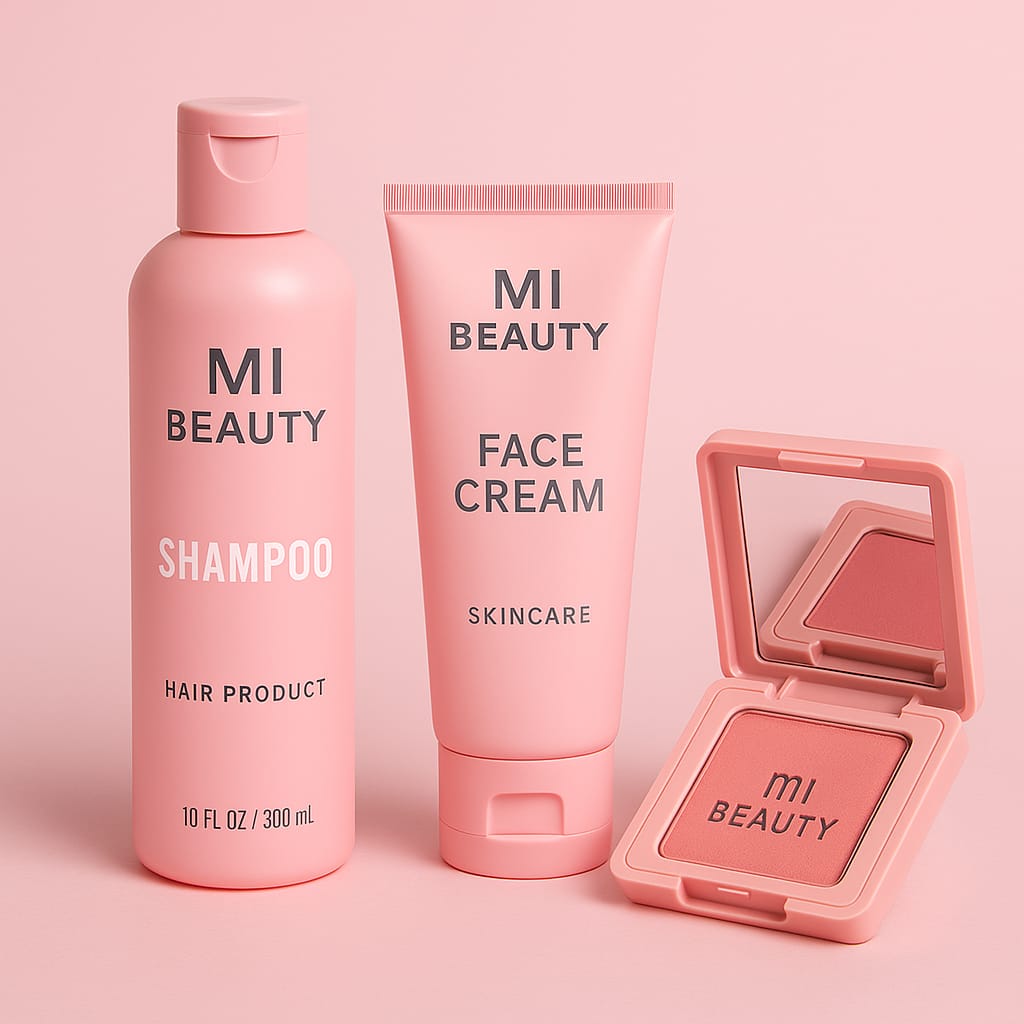 MI
BEAUTY
SHAMPOO
HAIR PRODUCT
10 FL OZ / 300 mL
MI
BEAUTY
FACE
CREAM
SKINCARE
mI
BEAUTY